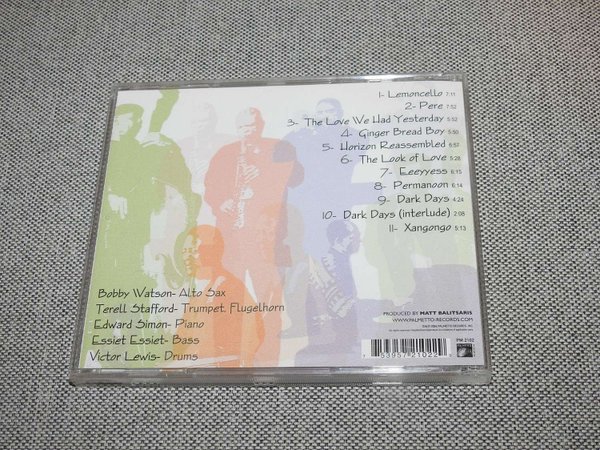 1- Lemoncello 7:11
2- Pere 7:52
3- The Love We Had Yesterday 5:52
4- Ginger Bread Boy 5:50
5- Horizon Reassembled 6:57
6- The Look of Love 5:28
7- Eeeyyess 6:15
8- Permanoon 6:14
9- Dark Days 4:24
10- Dark Days (interlude) 2:08
11- Xangongo 5:13
Bobby Watson- Alto Sax
Terell Stafford- Trumpet, Flugelhorn
Edward Simon- Piano
Essiet Essiet- Bass
Victor Lewis- Drums
PRODUCED BY MATT BALITSARIS
WWW.PALMETTO-RECORDS.COM
PM 2102
7 53957 21022